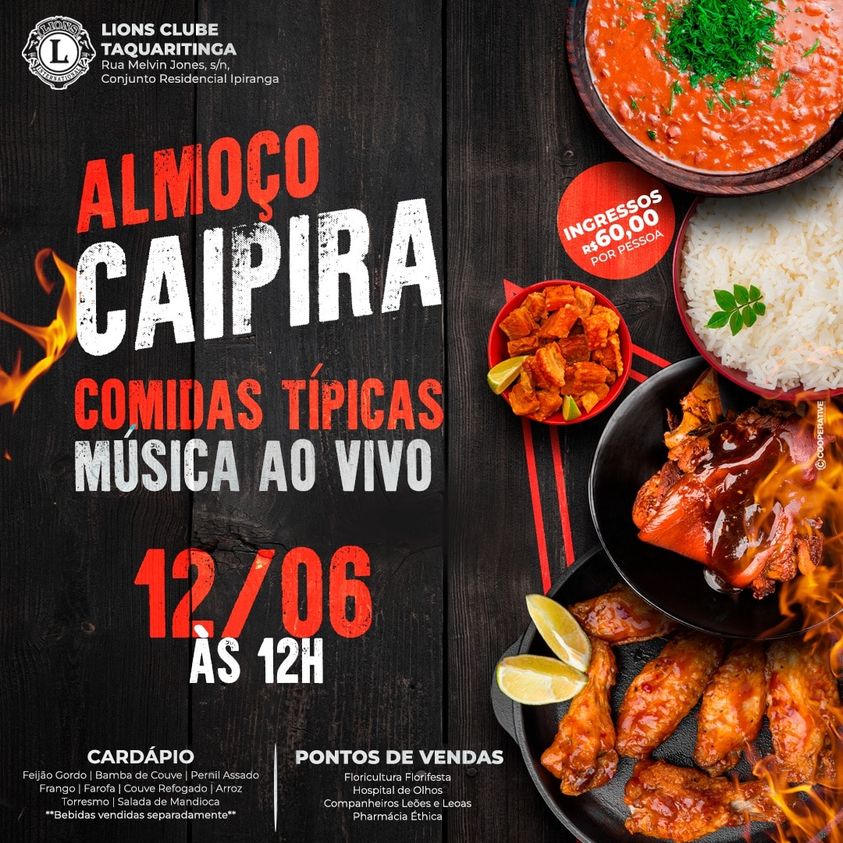 LIONS
L
INTERNATIONAL
LIONS CLUBE
TAQUARITINGA
Rua Melvin Jones, s/n,
Conjunto Residencial Ipiranga
ALMOÇO
CAIPIRA
INGRESSOS
R$60,00
POR PESSOA
COMIDAS TÍPICAS
MÚSICA AO VIVO
12/06
ÀS 12H
© COOPERATIVE
CARDÁPIO
Feijão Gordo | Bamba de Couve | Pernil Assado
Frango | Farofa | Couve Refogado | Arroz
Torresmo | Salada de Mandioca
**Bebidas vendidas separadamente**
PONTOS DE VENDAS
Floricultura Florifesta
Hospital de Olhos
Companheiros Leões e Leoas
Pharmácia Éthica